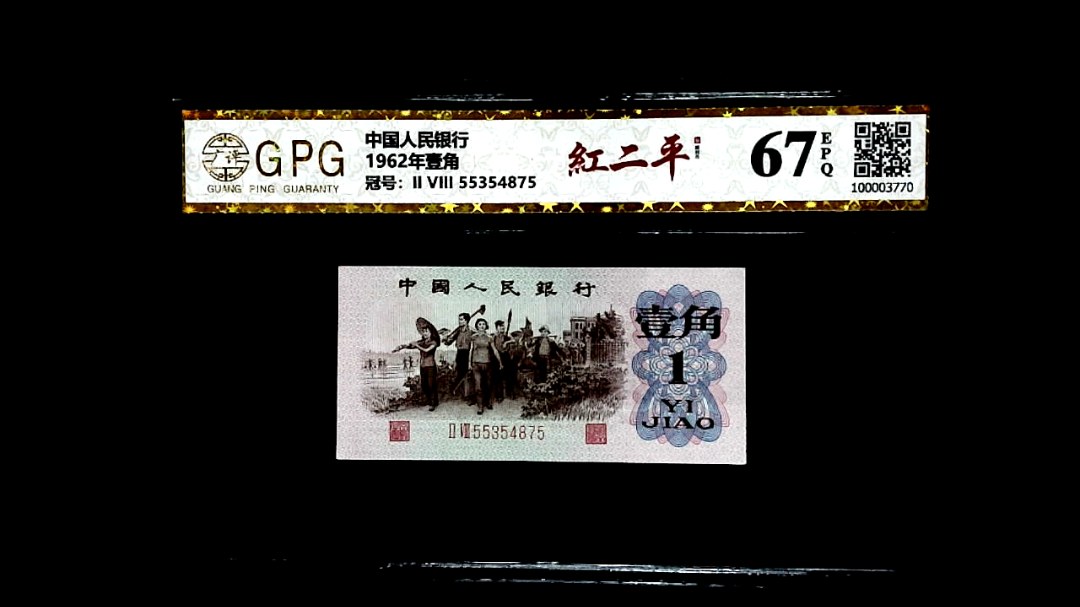 GPG
GUANG PING GUARANTY
中国人民银行
1962年壹角
冠号：II VIII 55354875
紅二平
67
EPQ
100003770
中國人民銀行
壹角
1
YI
JIAO
II VIII 55354875